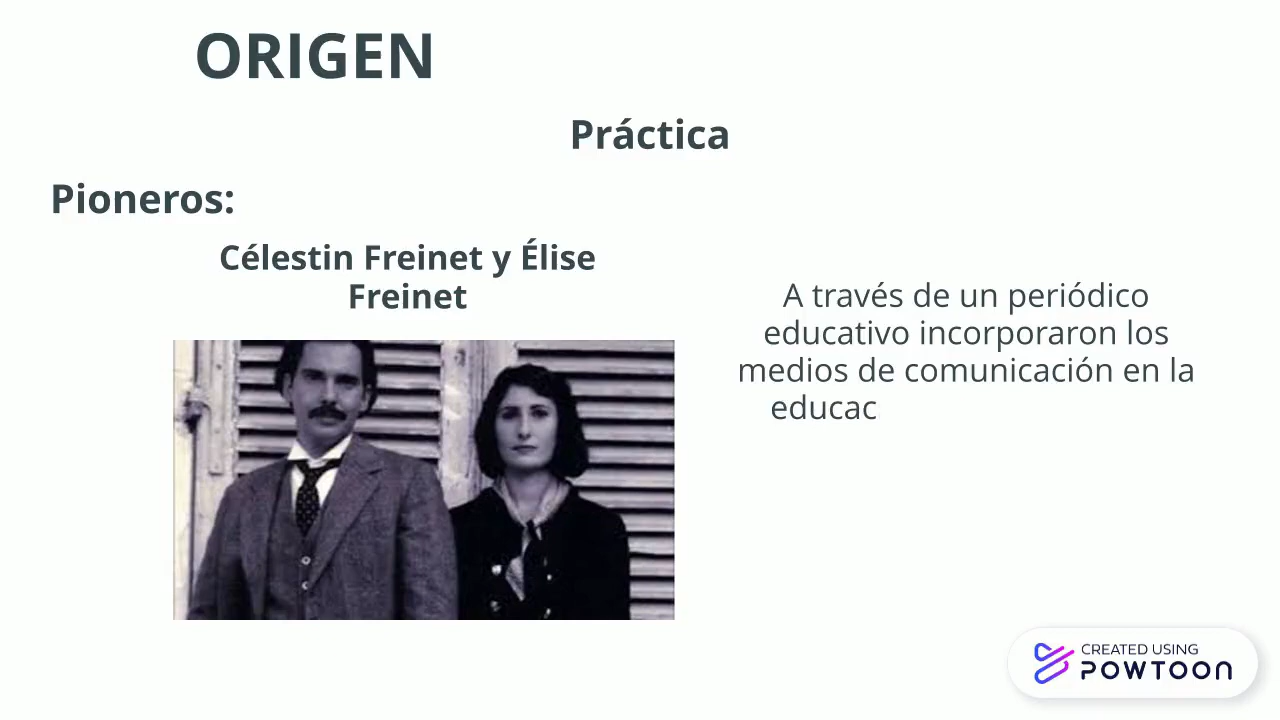 ORIGEN
Práctica
Pioneros:
Célestin Freinet y Élise
Freinet
A través de un periódico
educativo incorporaron los
medios de comunicación en la
educac
CREATED USING
POWTOON